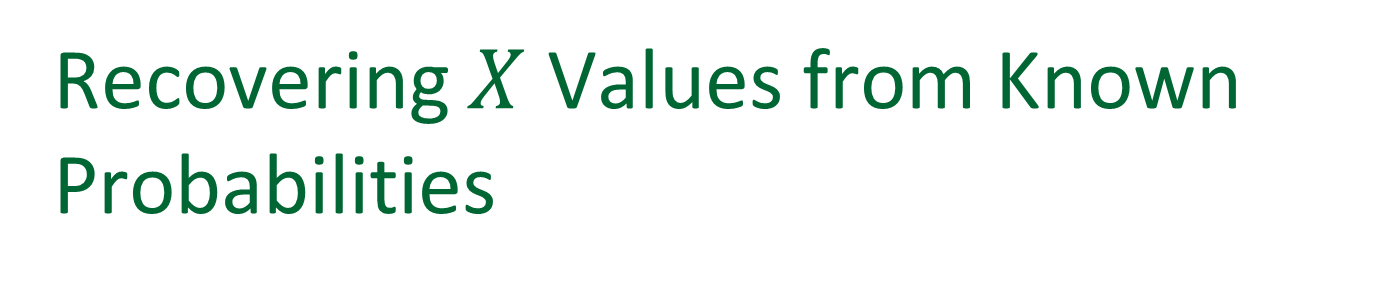 Recovering X Values from Known
Probabilities